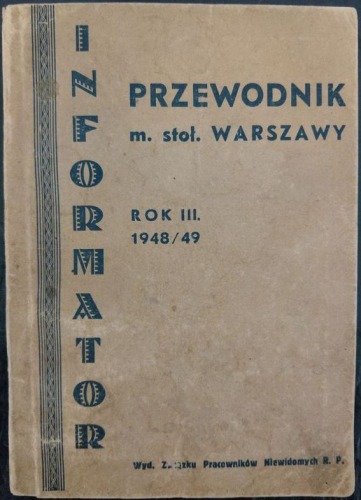 INFORMATOR
PRZEWODNIK
m. stoł. WARSZAWY
ROK III.
1948/49
Wyd. Związku Pracowników Niewidomych R. P.